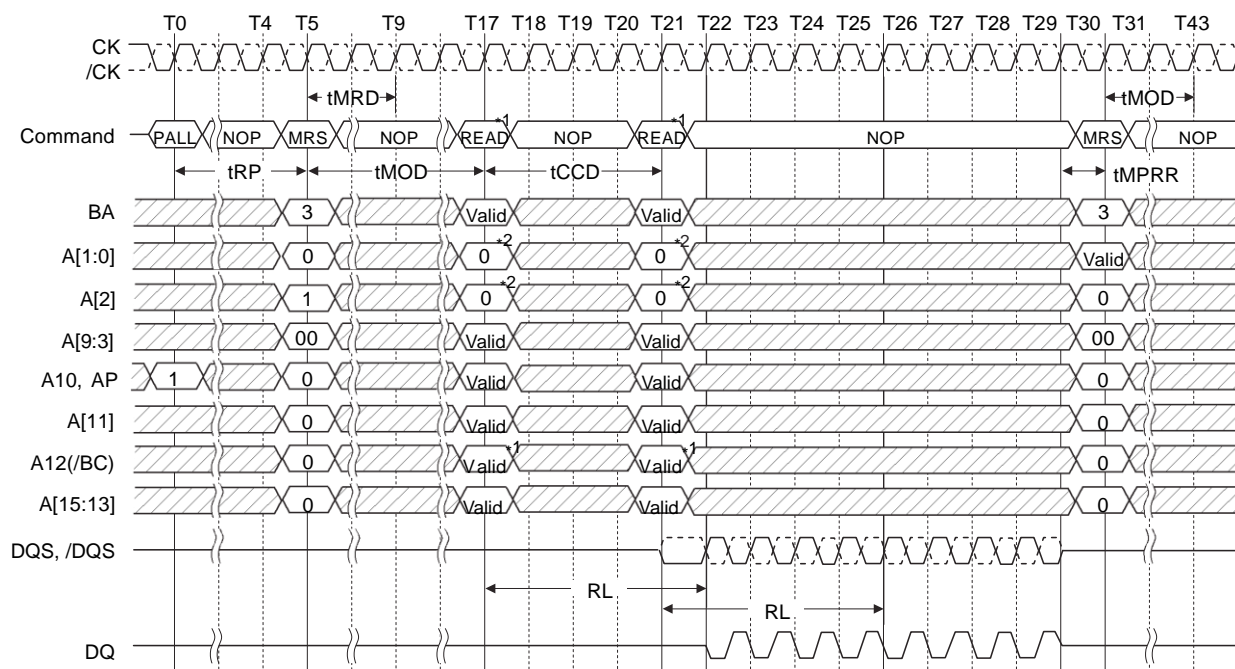 T0 T4 T5 T9 T17 T18 T19 T20 T21 T22 T23 T24 T25 T26 T27 T28 T29 T30 T31 T43
CK
/CK
tMRD tMOD
Command PALL NOP MRS NOP READ*1 NOP READ*1 NOP MRS NOP
tRP tMOD tCCD tMPRR
BA 3 Valid Valid 3
A[1:0] 0 0*2 0*2 Valid
A[2] 1 0*2 0*2 0
A[9:3] 00 Valid Valid 00
A10, AP 1 0 Valid Valid 0
A[11] 0 Valid Valid 0
A12(/BC) 0 Valid*1 Valid*1 0
A[15:13] 0 Valid Valid 0
DQS, /DQS
RL
RL
DQ